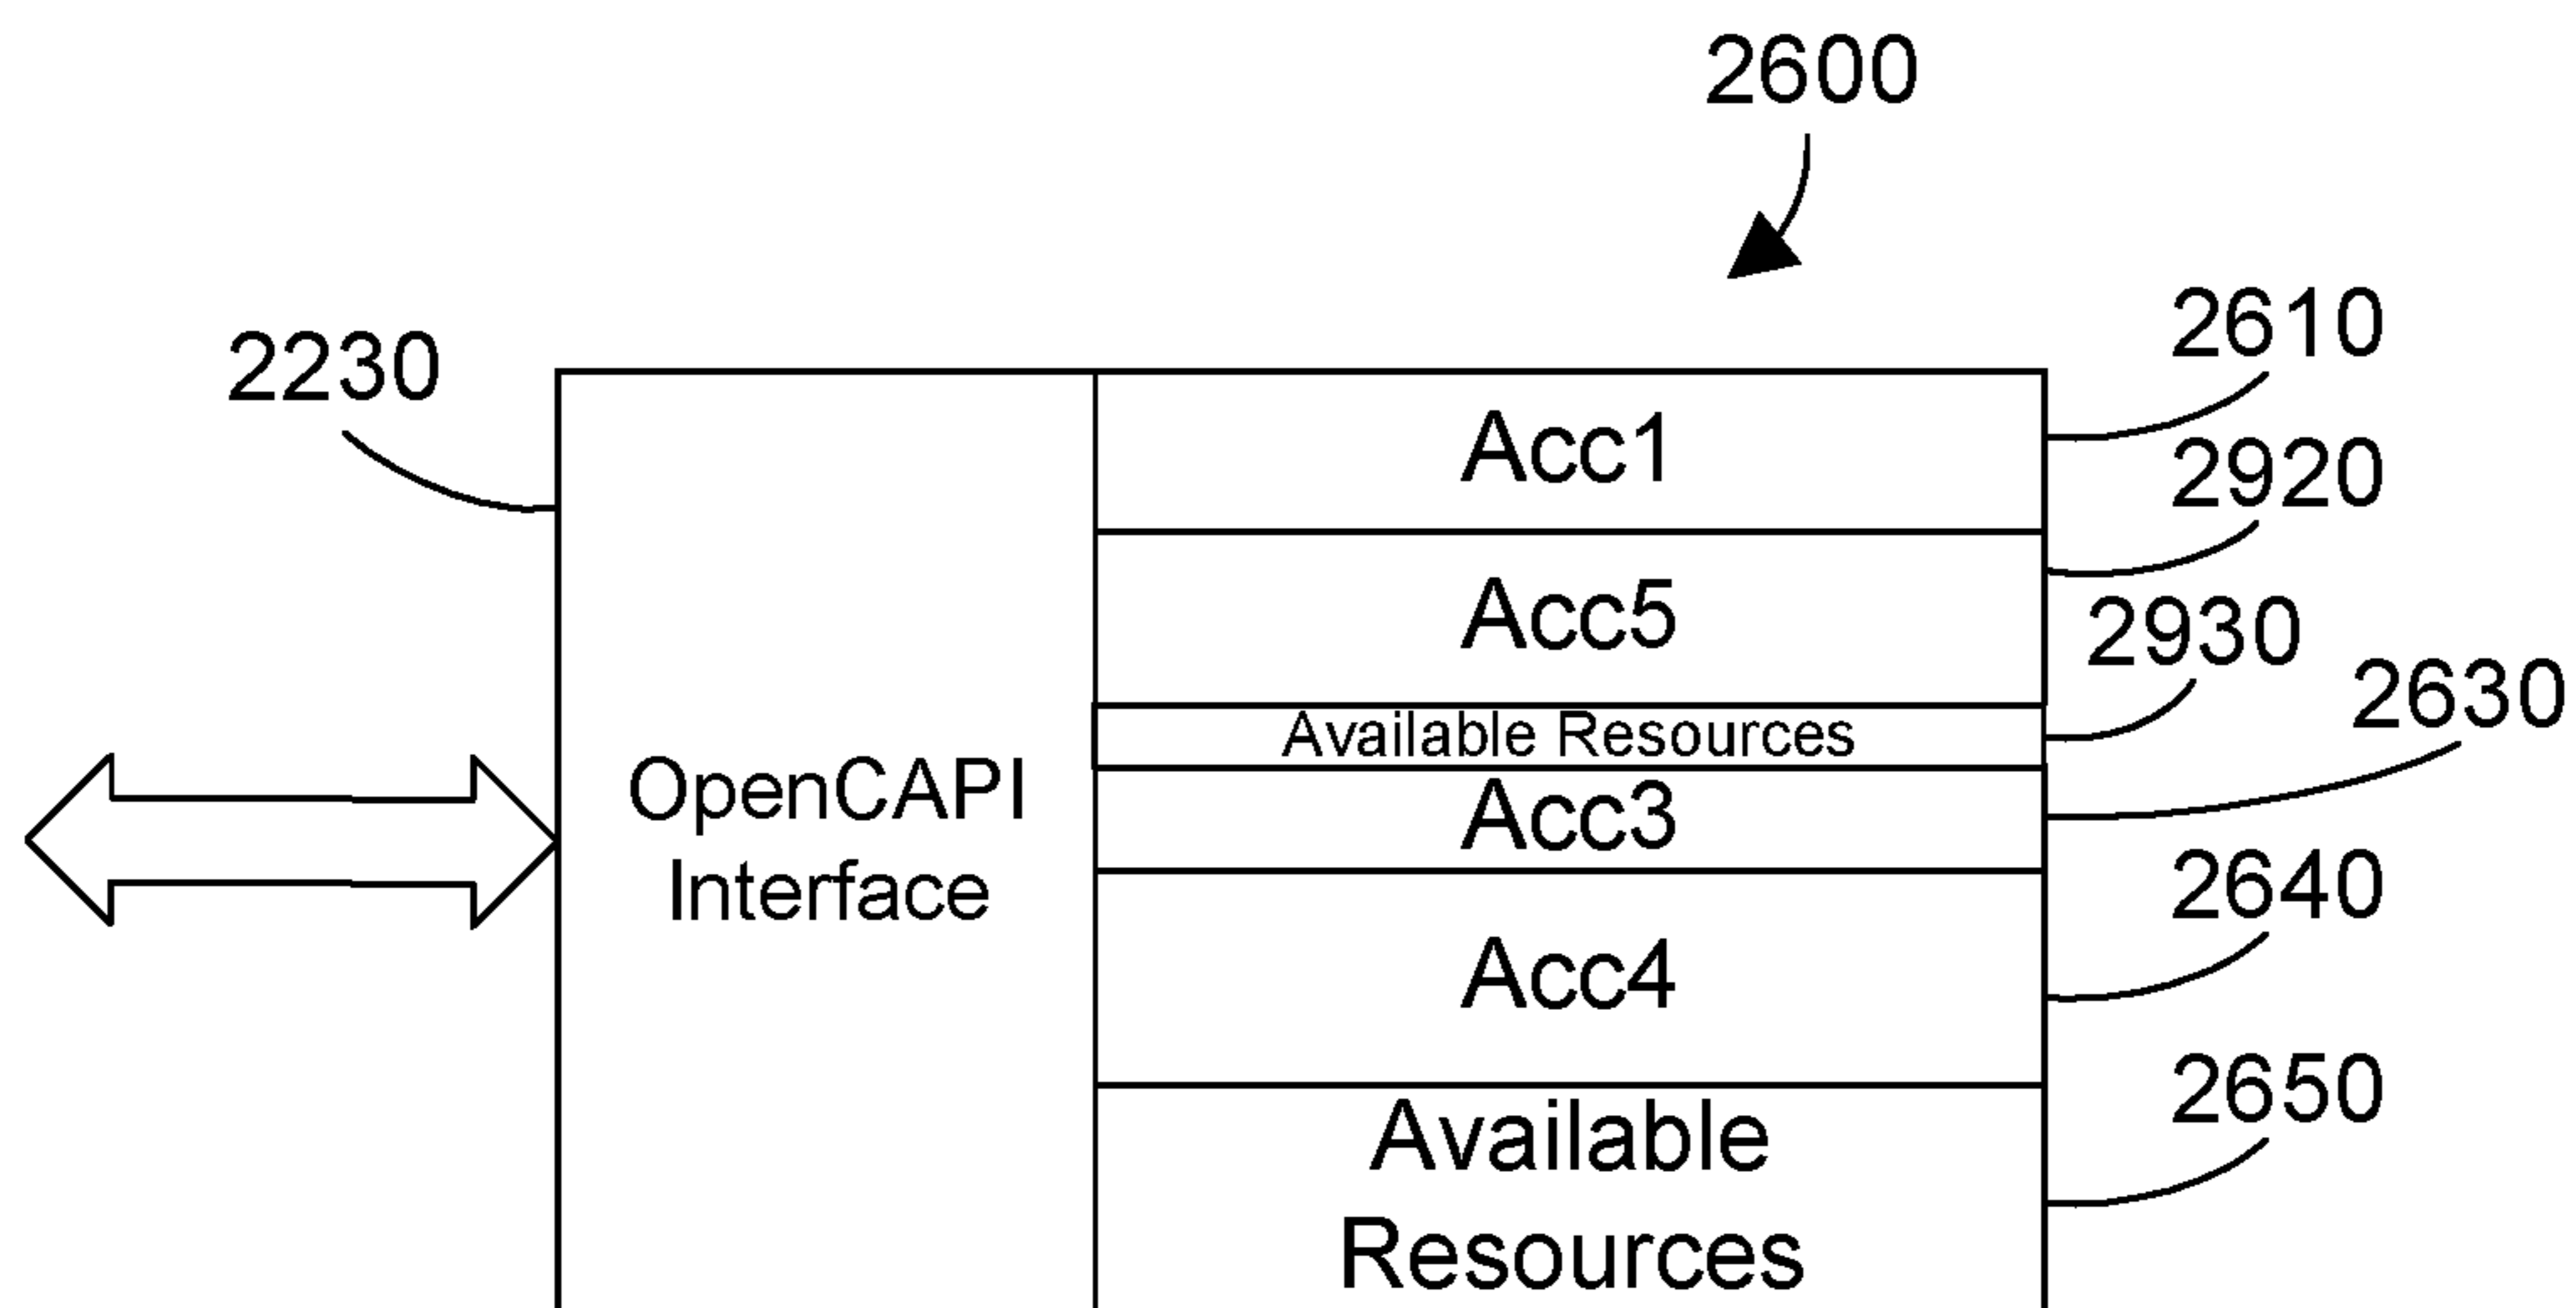 2600
2610
2230
Acc1
2920
Acc5
2930
2630
Available Resources
OpenCAPI
Interface
Acc3
2640
Acc4
2650
Available
Resources